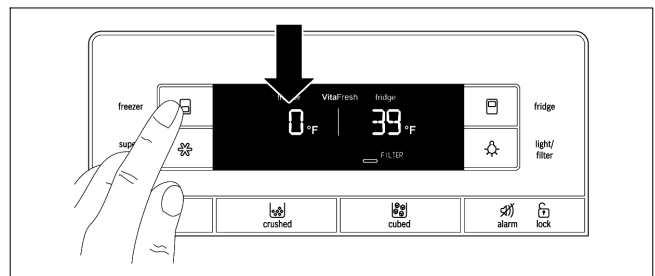 VitaFresh fridge
freezer
0 °F 39 °F
fridge
FILTER
light/
filter
crushed
cubed
alarm lock